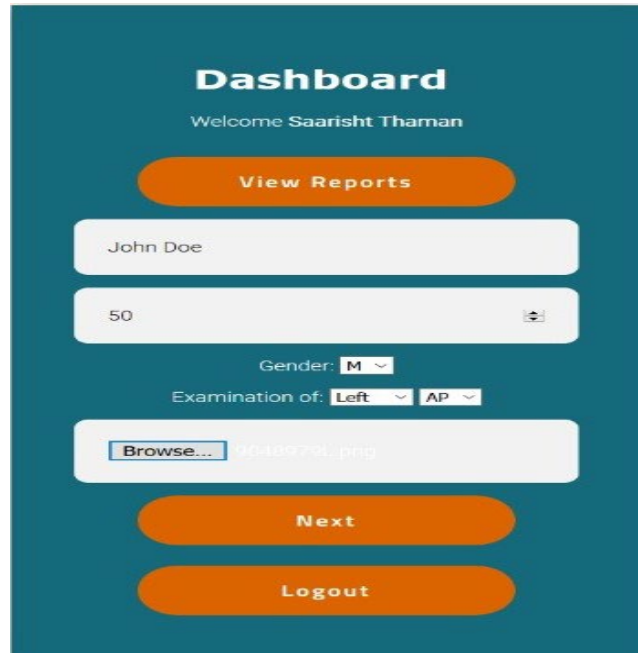 Dashboard
Welcome Saarisht Thaman
View Reports
John Doe
50
Gender: M
Examination of: Left AP
Browse...
Next
Logout